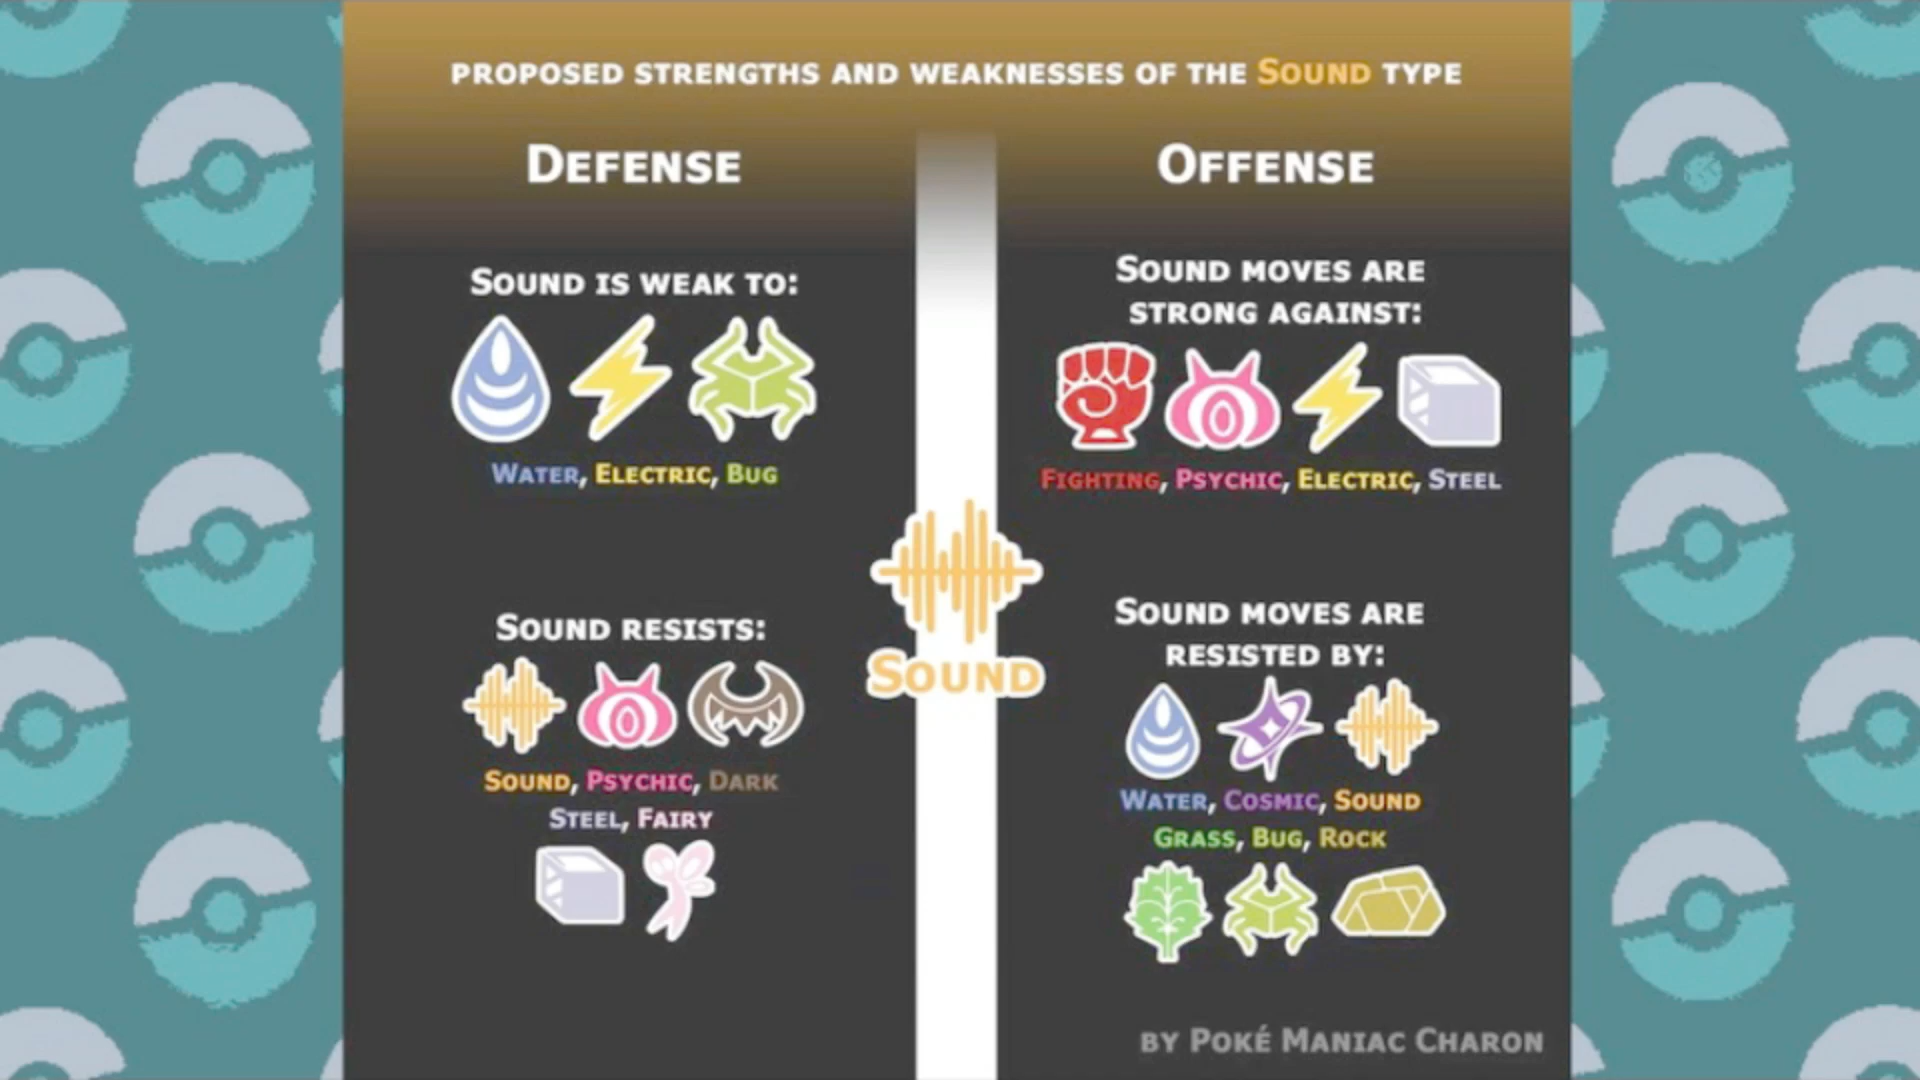 PROPOSED STRENGTHS AND WEAKNESSES OF THE SOUND TYPE
DEFENSE
SOUND IS WEAK TO:
WATER, ELECTRIC, BUG
SOUND RESISTS:
SOUND, PSYCHIC, DARK
STEEL, FAIRY
SOUND
OFFENSE
SOUND MOVES ARE
STRONG AGAINST:
FIGHTING, PSYCHIC, ELECTRIC, STEEL
SOUND MOVES ARE
RESISTED BY:
WATER, COSMIC, SOUND
GRASS, BUG, ROCK
BY POKÉ MANIAC CHARON